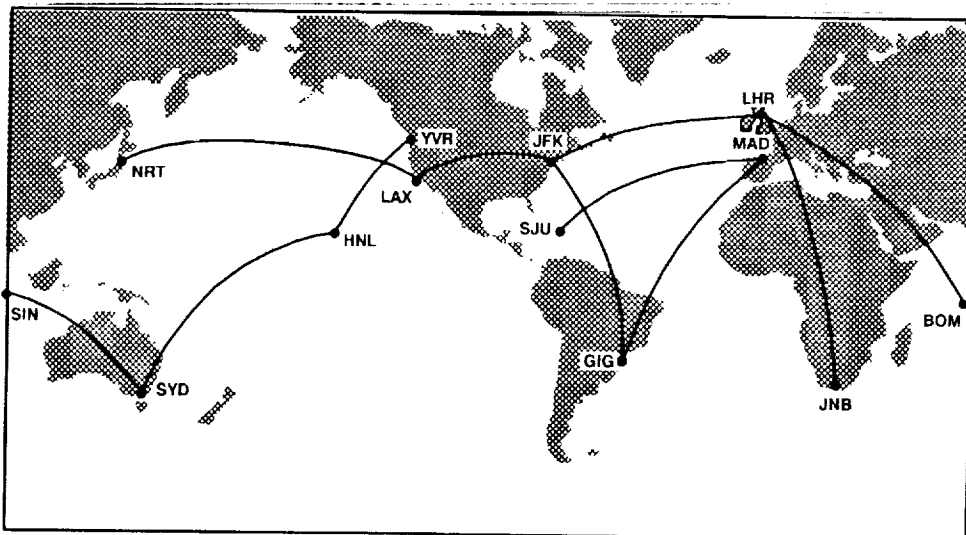 LHR
YVR
JFK
MAD
NRT
LAX
SJU
HNL
SIN
BOM
GIG
SYD
JNB